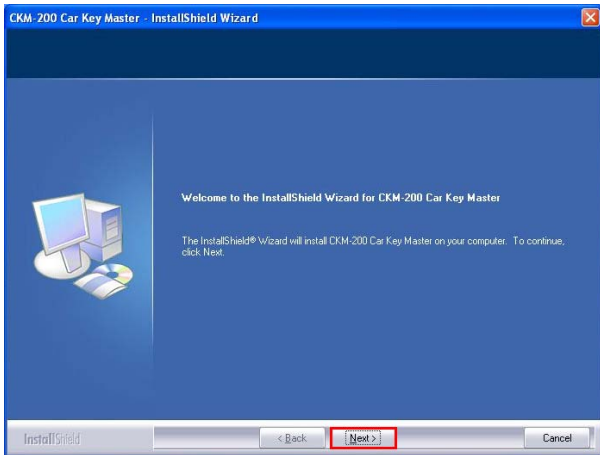 CKM-200 Car Key Master - InstallShield Wizard
Welcome to the InstallShield Wizard for CKM-200 Car Key Master
The InstallShield® Wizard will install CKM-200 Car Key Master on your computer. To continue,
click Next.
InstallShield
< Back
Next >
Cancel